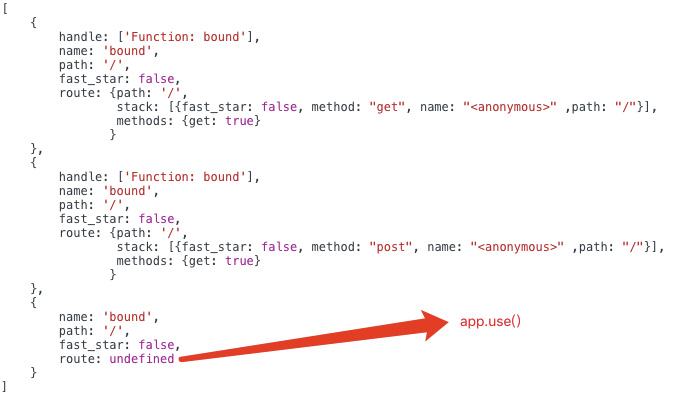 [
    {
        handle: ['Function: bound'],
        name: 'bound',
        path: '/',
        fast_star: false,
        route: {path: '/',
                stack: [{fast_star: false, method: "get", name: "<anonymous>" ,path: "/"}],
                methods: {get: true}
               }
    },
    {
        handle: ['Function: bound'],
        name: 'bound',
        path: '/',
        fast_star: false,
        route: {path: '/',
                stack: [{fast_star: false, method: "post", name: "<anonymous>" ,path: "/"}],
                methods: {get: true}
               }
    },
    {
        name: 'bound',
        path: '/',
        fast_star: false,
        route: undefined
    }
]
app.use()